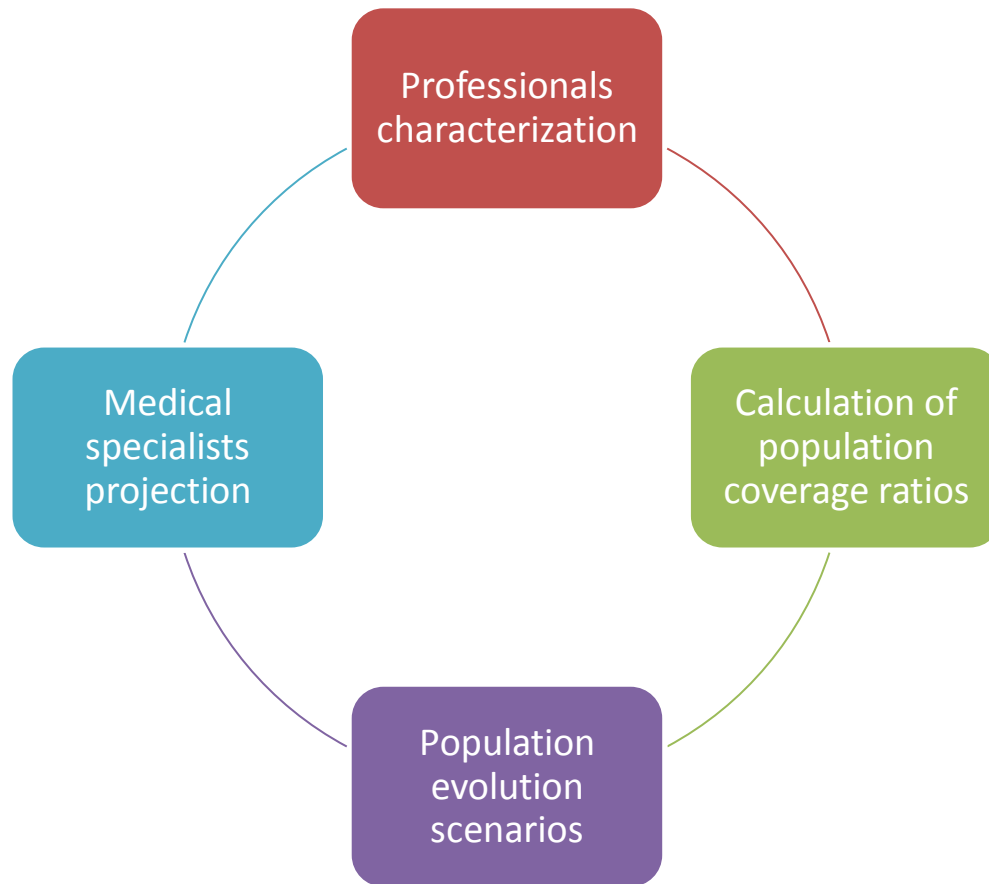 Professionals
characterization
Medical
specialists
projection
Calculation of
population
coverage ratios
Population
evolution
scenarios